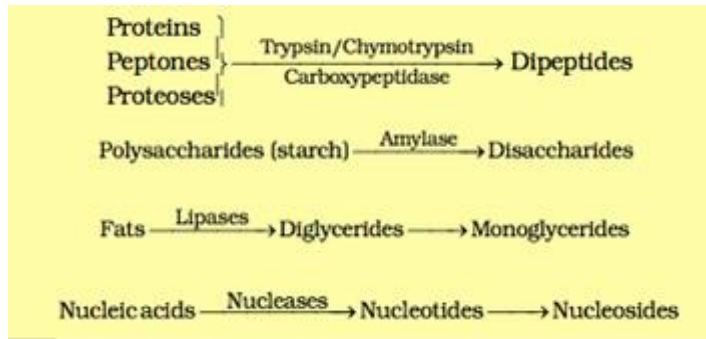 Proteins
Peptones Trypsin/Chymotrypsin → Dipeptides
Carboxypeptidase
Proteoses
Polysaccharides (starch) Amylase → Disaccharides
Fats Lipases → Diglycerides → Monoglycerides
Nucleic acids Nucleases → Nucleotides → Nucleosides